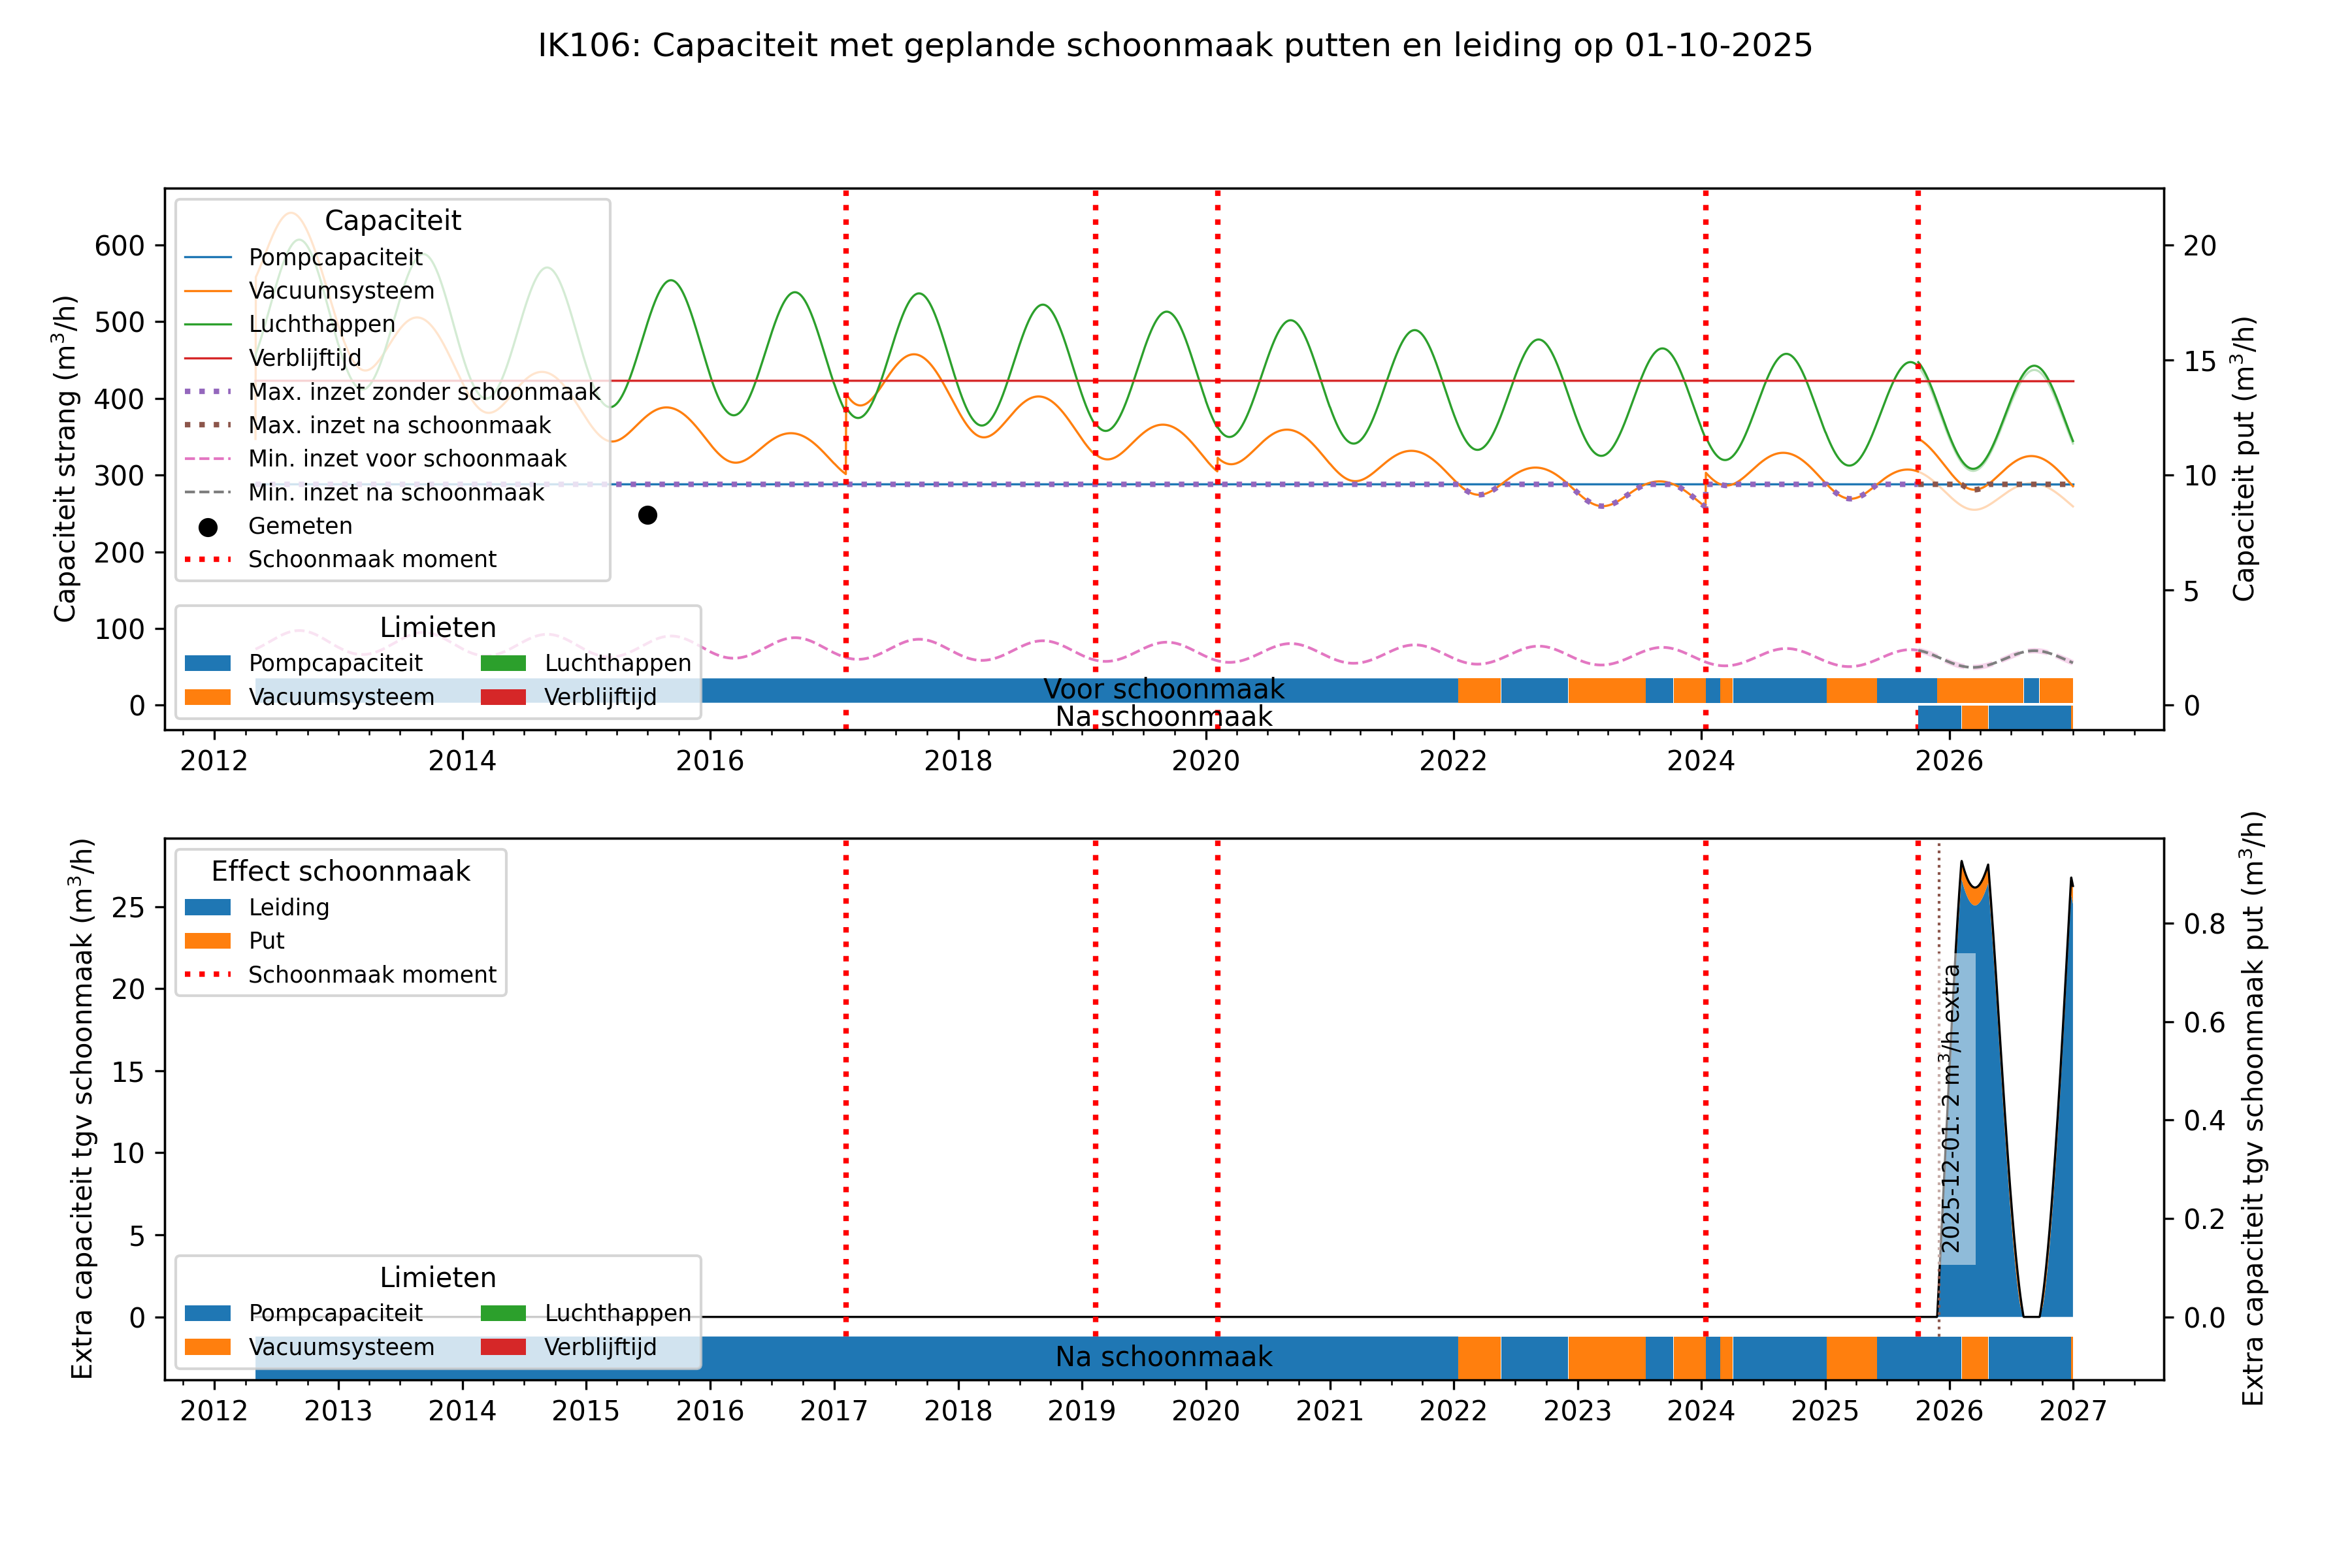 IK106: Capaciteit met geplande schoonmaak putten en leiding op 01-10-2025
Capaciteit strang (m³/h)
600
500
400
300
200
100
0
Capaciteit
Pompcapaciteit
Vacuumsysteem
Luchthappen
Verblijftijd
Max. inzet zonder schoonmaak
Max. inzet na schoonmaak
Min. inzet voor schoonmaak
Min. inzet na schoonmaak
Gemeten
Schoonmaak moment
Limieten
Pompcapaciteit Luchthappen
Vacuumsysteem Verblijftijd
Voor schoonmaak
Na schoonmaak
20
15
10
5
0
Capaciteit put (m³/h)
2012 2014 2016 2018 2020 2022 2024 2026
Extra capaciteit tgv schoonmaak (m³/h)
25
20
15
10
5
0
Effect schoonmaak
Leiding
Put
Schoonmaak moment
2025-12-01: 2 m³/h extra
Limieten
Pompcapaciteit Luchthappen
Vacuumsysteem Verblijftijd
Na schoonmaak
0.8
0.6
0.4
0.2
0.0
Extra capaciteit tgv schoonmaak put (m³/h)
2012 2013 2014 2015 2016 2017 2018 2019 2020 2021 2022 2023 2024 2025 2026 2027